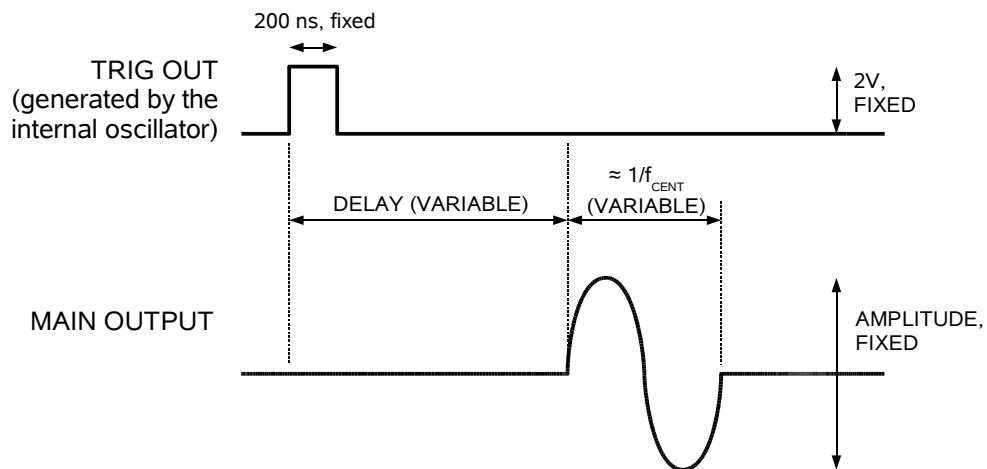 200 ns, fixed
TRIG OUT
(generated by the
internal oscillator)
2V,
FIXED
≈ 1/f_CENT
DELAY (VARIABLE)
(VARIABLE)
MAIN OUTPUT
AMPLITUDE,
FIXED